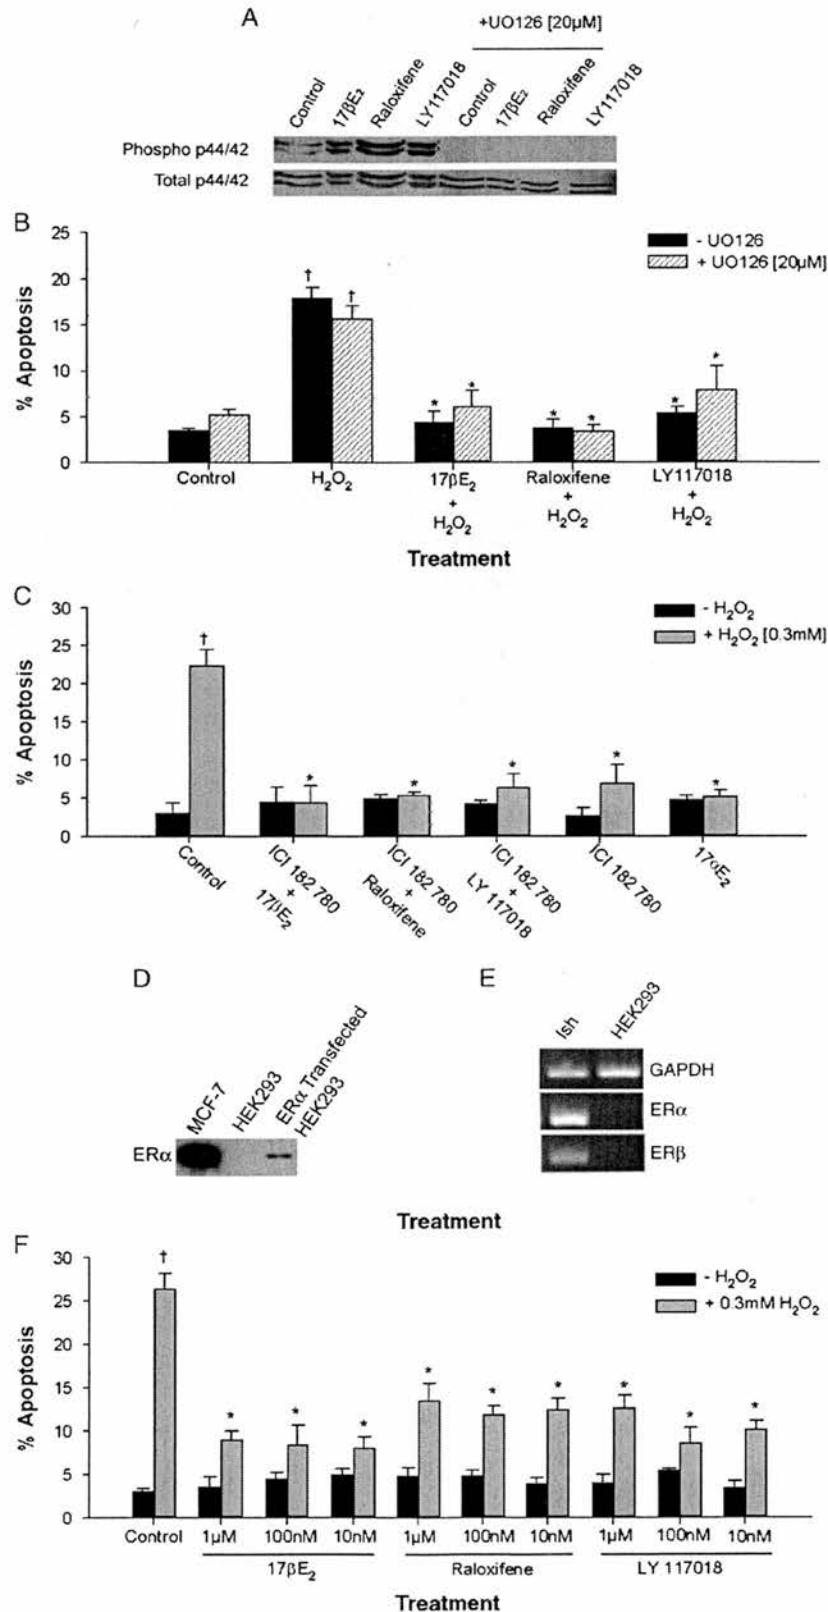 A
+UO126 [20µM]
Control 17βE₂ Raloxifene LY117018 Control 17βE₂ Raloxifene LY117018
Phospho p44/42
Total p44/42
B
25
20
15
10
5
0
% Apoptosis
- UO126
+ UO126 [20µM]
† †
* * * * * *
Control H₂O₂ 17βE₂ + H₂O₂ Raloxifene + H₂O₂ LY117018 + H₂O₂
Treatment
C
30
25
20
15
10
5
0
% Apoptosis
- H₂O₂
+ H₂O₂ [0.3mM]
†
* * * * *
Control
ICI 182 780 + 17βE₂
ICI 182 780 + Raloxifene
ICI 182 780 + LY 117018
ICI 182 780
17αE₂
D
MCF-7 HEK293 ERα Transfected HEK293
ERα
E
Ish HEK293
GAPDH
ERα
ERβ
Treatment
F
30
25
20
15
10
5
0
% Apoptosis
- H₂O₂
+ 0.3mM H₂O₂
†
* * * * * * * * *
Control 1µM 100nM 10nM 1µM 100nM 10nM 1µM 100nM 10nM
17βE₂ Raloxifene LY 117018
Treatment